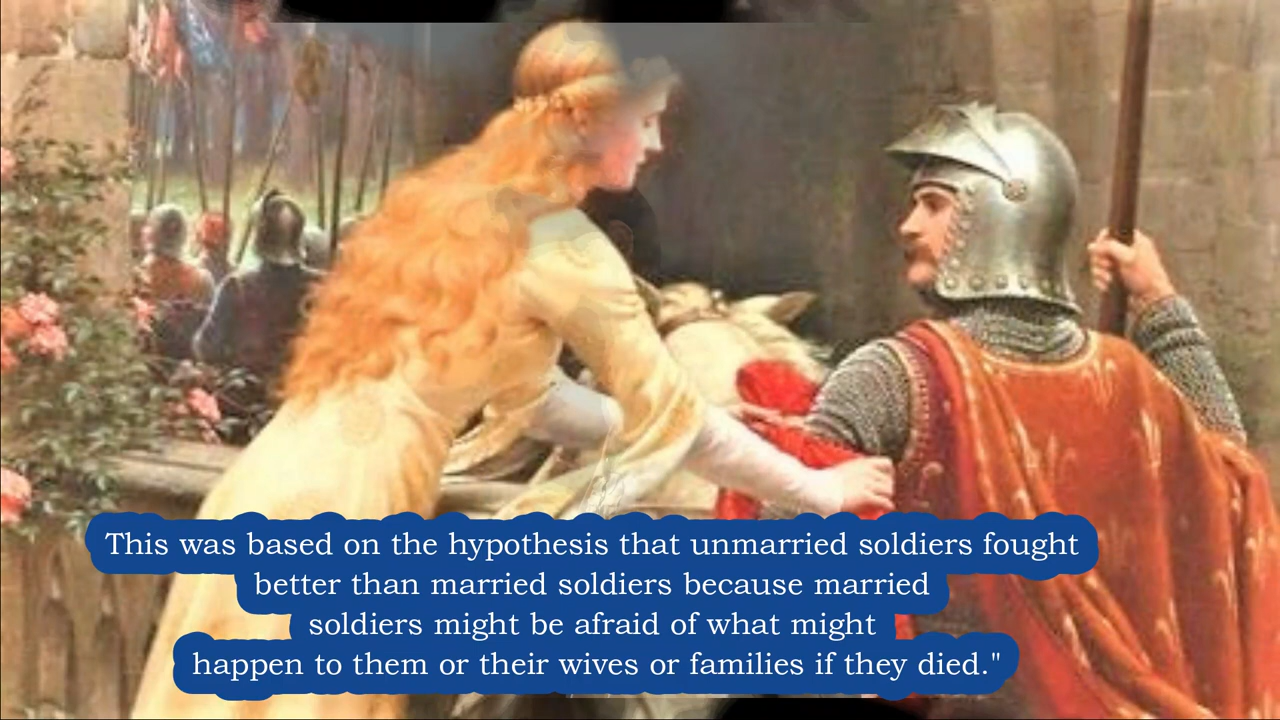 This was based on the hypothesis that unmarried soldiers fought
better than married soldiers because married
soldiers might be afraid of what might
happen to them or their wives or families if they died."